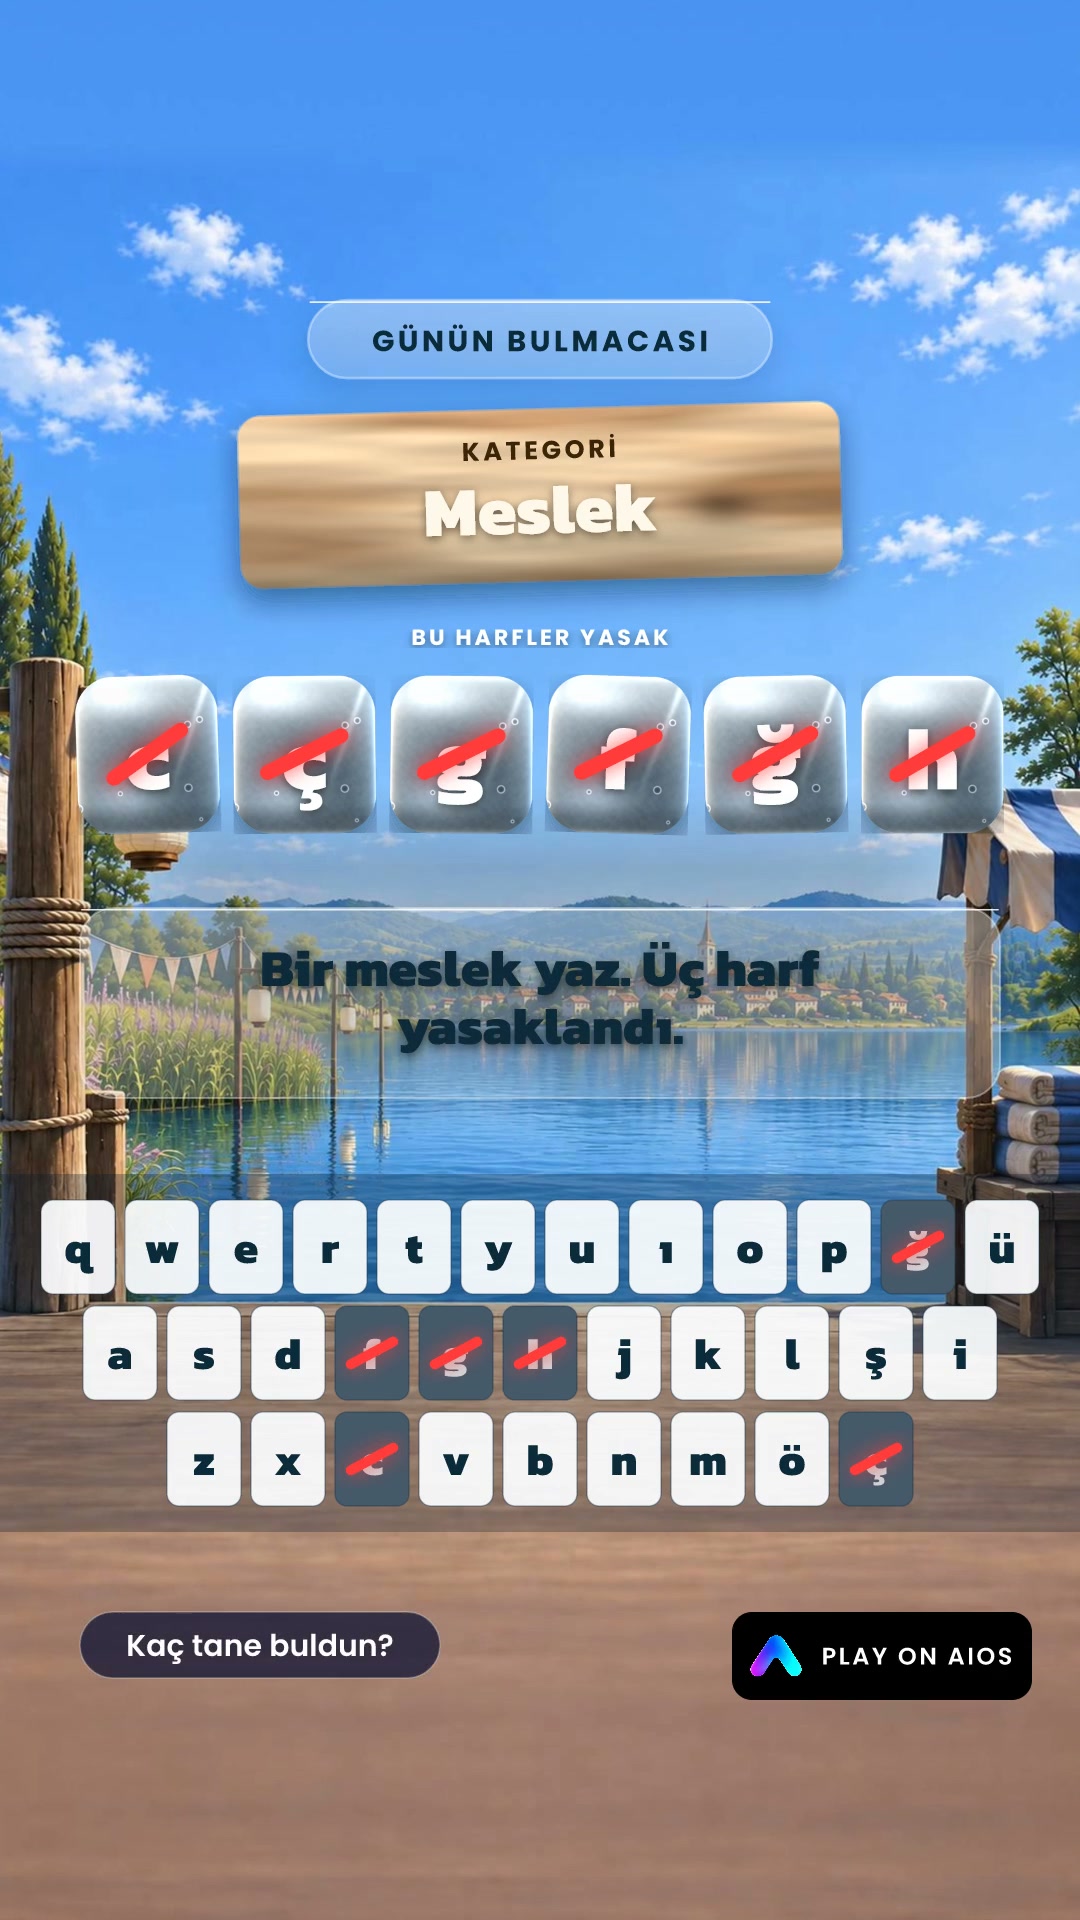 GÜNÜN BULMACASI
KATEGORİ
Meslek
BU HARFLER YASAK
c ç g f ğ h
Bir meslek yaz. Üç harf
yasaklandı.
q w e r t y u ı o p ğ ü
a s d f g h j k l ş i
z x c v b n m ö ç
Kaç tane buldun?
PLAY ON AIOS